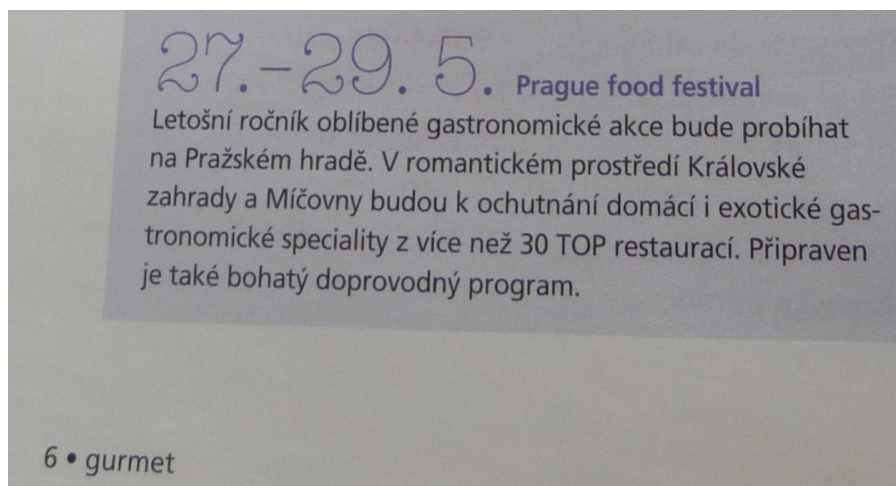 27.–29. 5. Prague food festival
Letošní ročník oblíbené gastronomické akce bude probíhat
na Pražském hradě. V romantickém prostředí Královské
zahrady a Míčovny budou k ochutnání domácí i exotické gas-
tronomické speciality z více než 30 TOP restaurací. Připraven
je také bohatý doprovodný program.
6 • gurmet